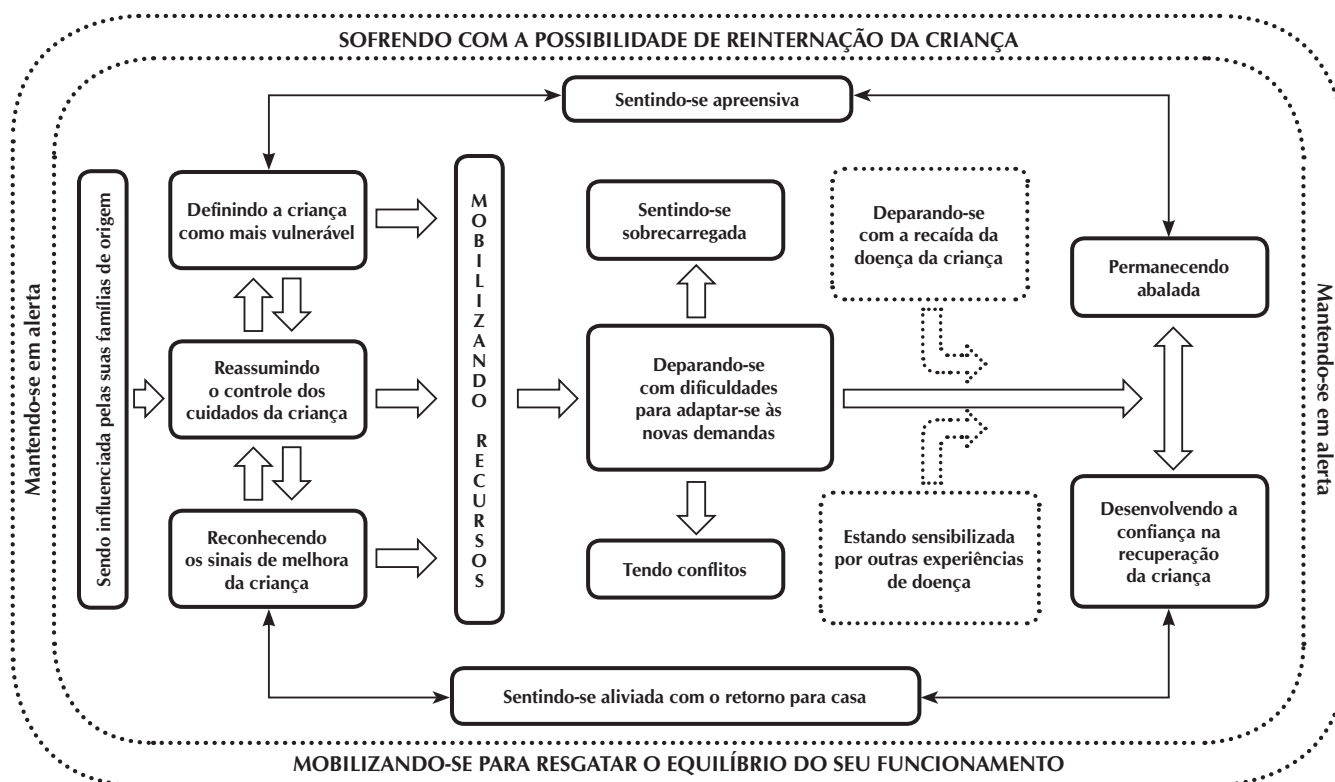 SOFRENDO COM A POSSIBILIDADE DE REINTERNAÇÃO DA CRIANÇA
Mantendo-se em alerta
Sentindo-se apreensiva
Sendo influenciada pelas suas famílias de origem
Definindo a criança
como mais vulnerável
Reassumindo
o controle dos
cuidados da criança
Reconhecendo
os sinais de melhora
da criança
MOBILIZANDO RECURSOS
Sentindo-se
sobrecarregada
Deparando-se
com dificuldades
para adaptar-se às
novas demandas
Tendo conflitos
Deparando-se
com a recaída da
doença da criança
Estando sensibilizada
por outras experiências
de doença
Permanecendo
abalada
Desenvolvendo a
confiança na
recuperação
da criança
Mantendo-se em alerta
Sentindo-se aliviada com o retorno para casa
MOBILIZANDO-SE PARA RESGATAR O EQUILÍBRIO DO SEU FUNCIONAMENTO